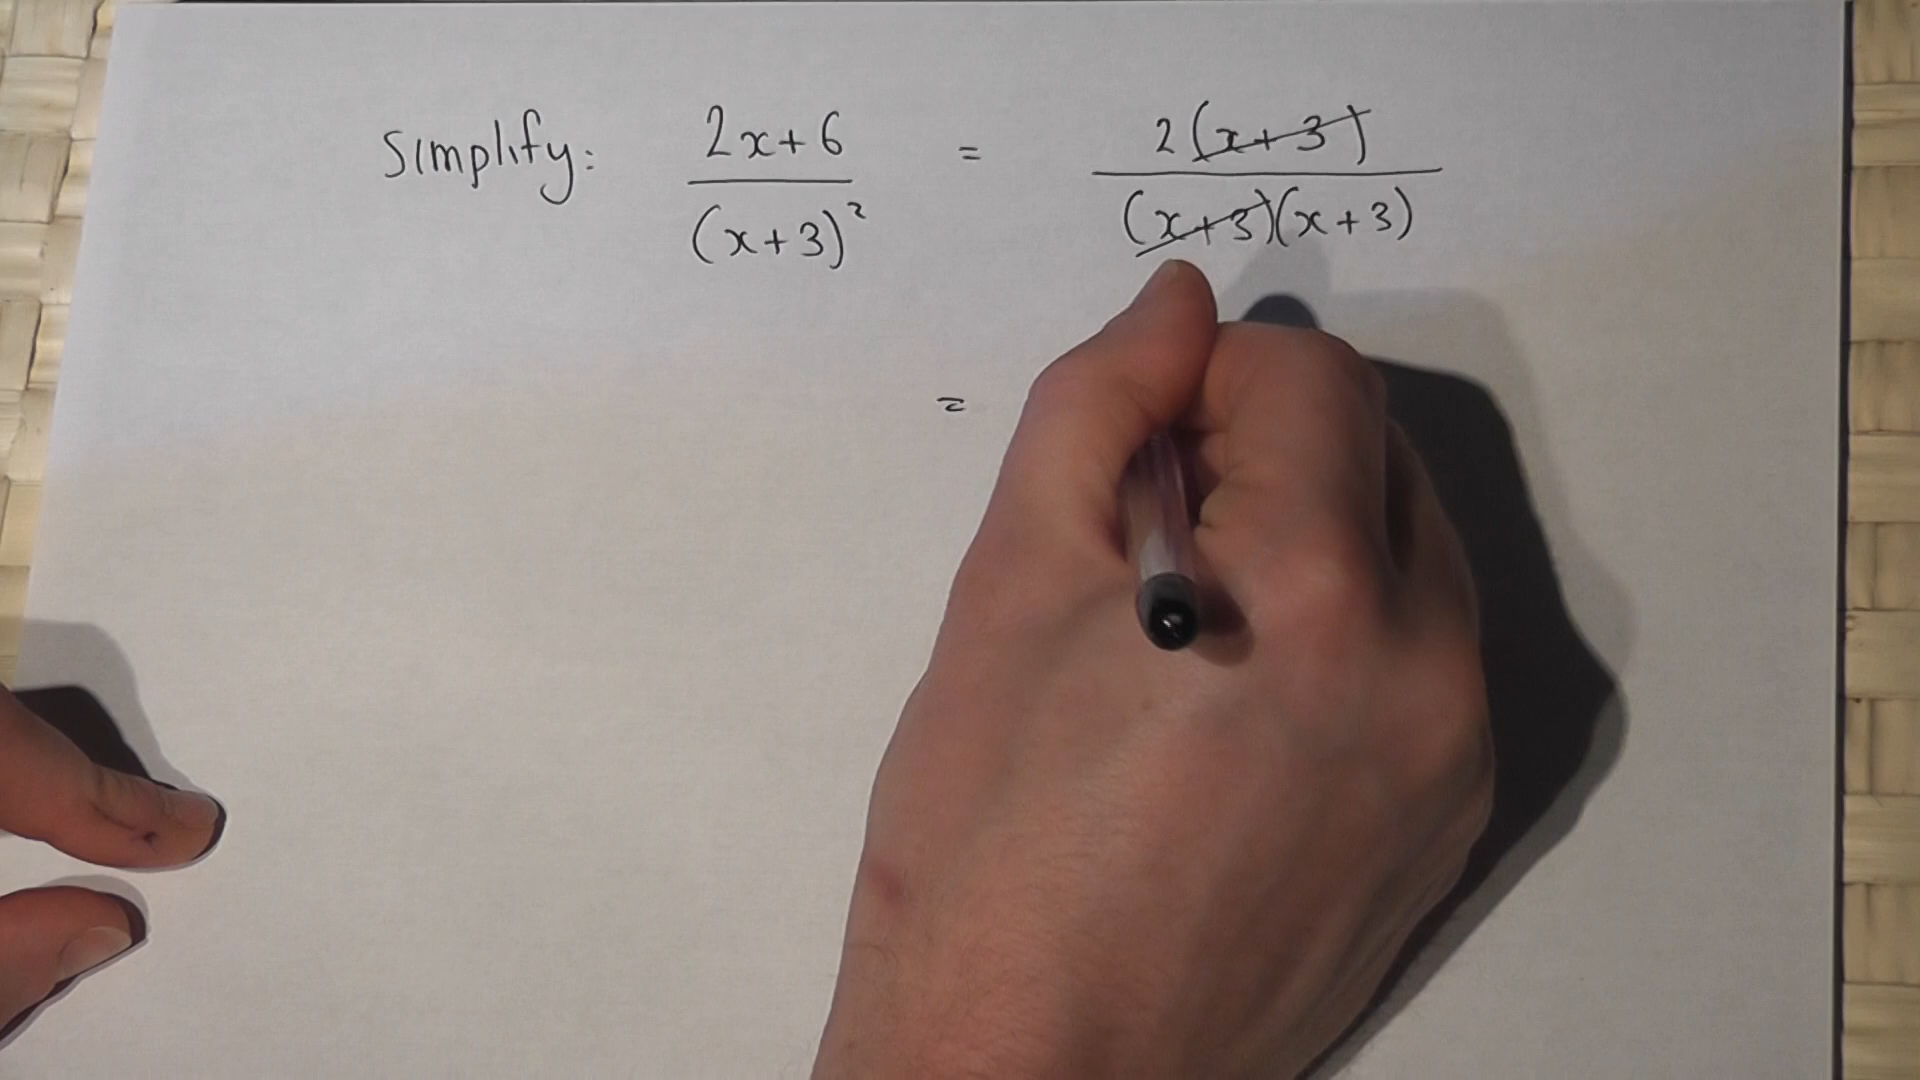 Simplify: 2x+6 / (x+3)² = 2(x+3) / (x+3)(x+3)
=